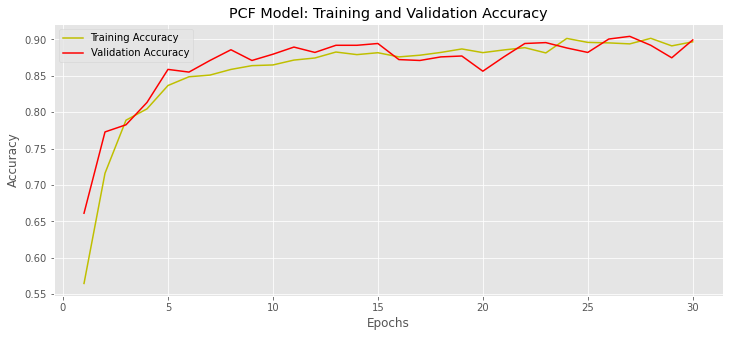 PCF Model: Training and Validation Accuracy
Training Accuracy
Validation Accuracy
Accuracy
0.90
0.85
0.80
0.75
0.70
0.65
0.60
0.55
0 5 10 15 20 25 30
Epochs